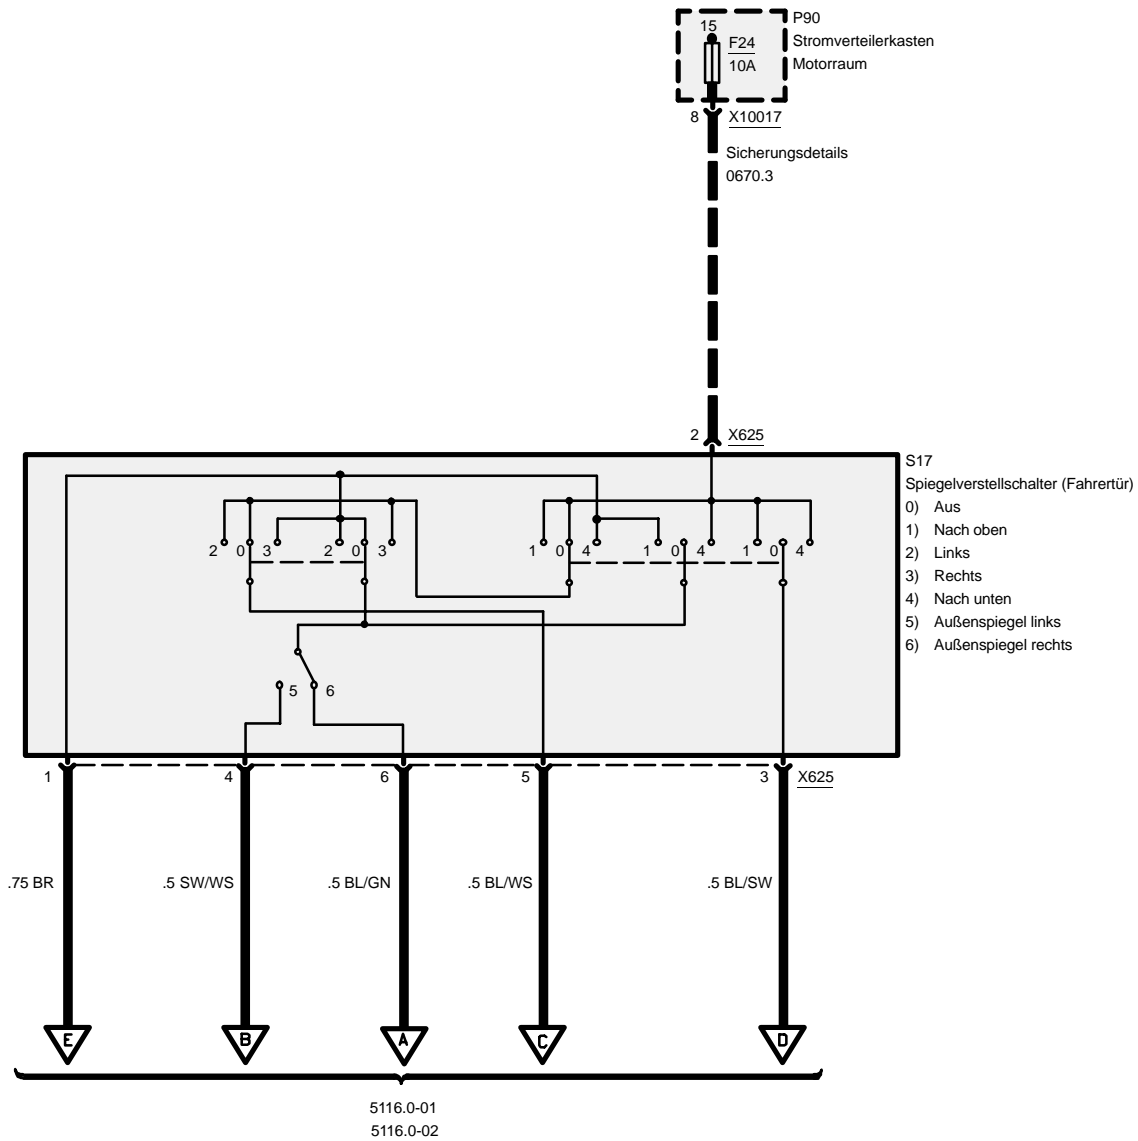 P90
15
Stromverteilerkasten
F24
Motorraum
10A
8
X10017
Sicherungsdetails
0670.3
2
X625
S17
Spiegelverstellschalter (Fahrertür)
0) Aus
1) Nach oben
2) Links
3) Rechts
4) Nach unten
5) Außenspiegel links
6) Außenspiegel rechts
2 0 3 2 0 3 1 0 4 1 0 4 1 0 4
5 6
1 4 6 5 3 X625
.75 BR .5 SW/WS .5 BL/GN .5 BL/WS .5 BL/SW
E B A C D
5116.0-01
5116.0-02